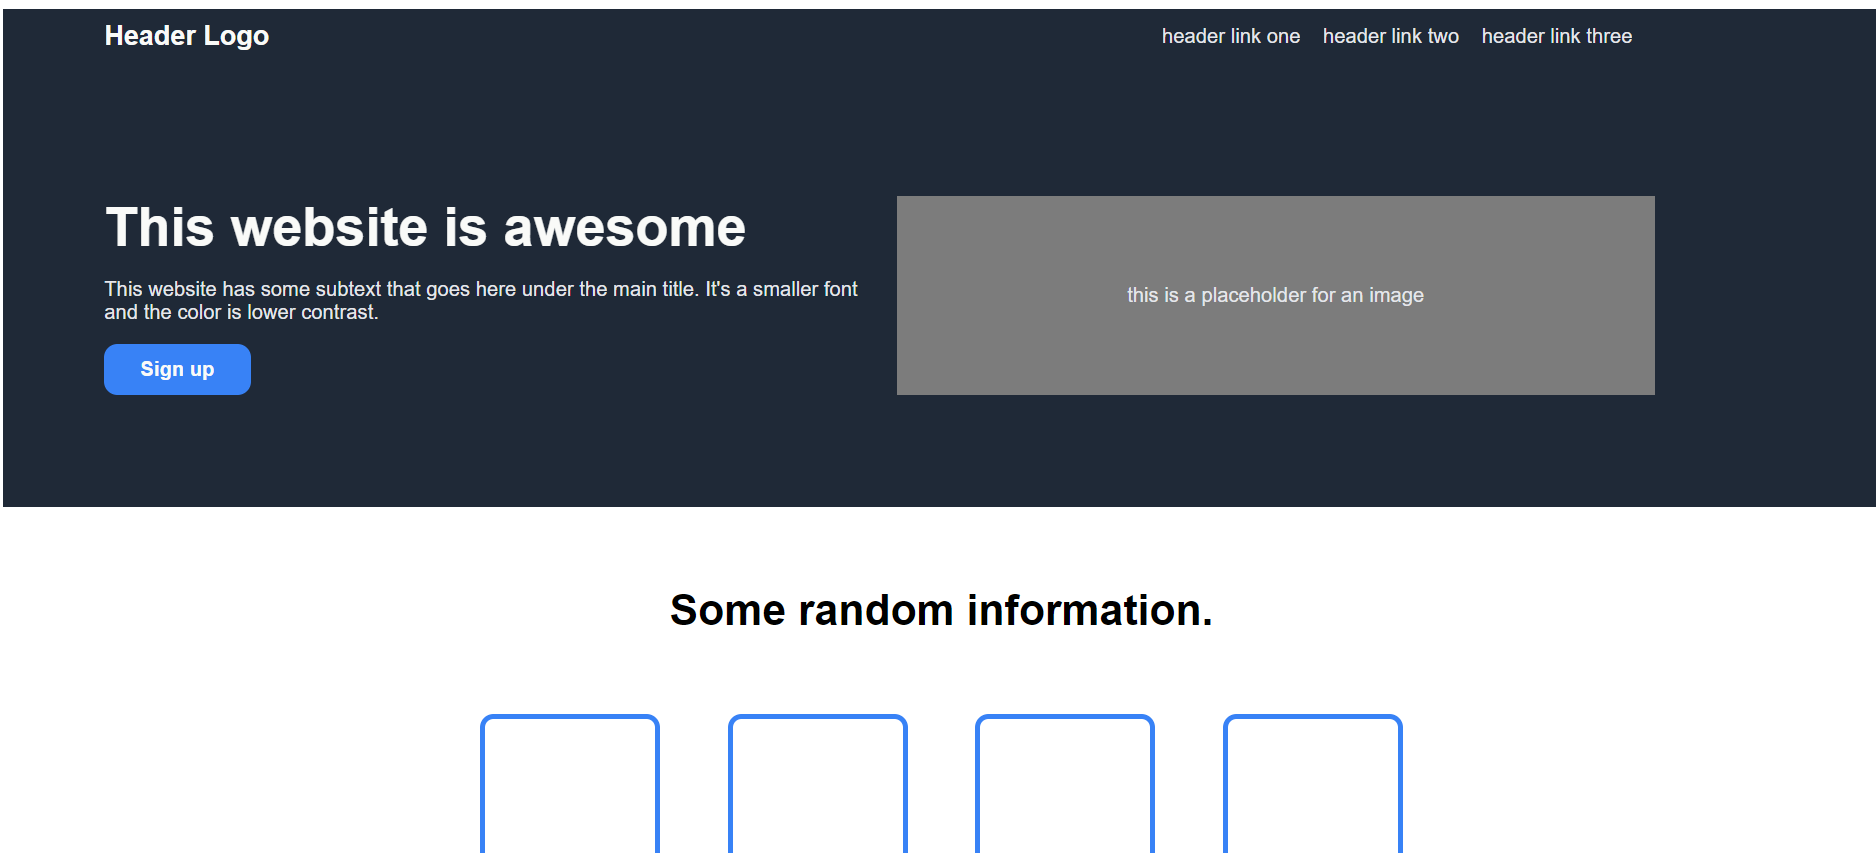 Header Logo
header link one header link two header link three
This website is awesome
This website has some subtext that goes here under the main title. It's a smaller font
and the color is lower contrast.
Sign up
this is a placeholder for an image
Some random information.